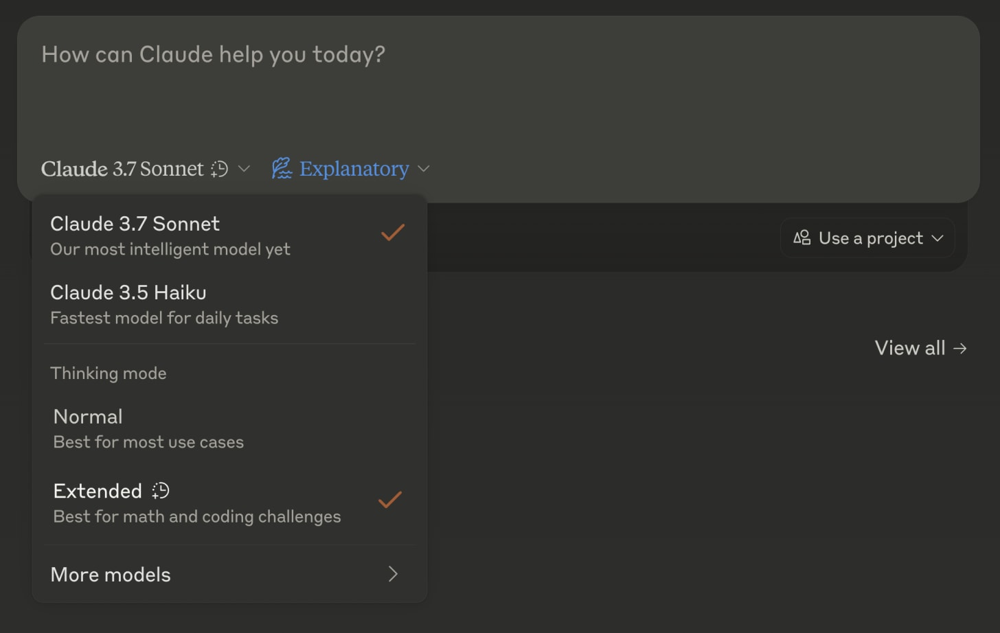 How can Claude help you today?
Claude 3.7 Sonnet
Explanatory
Claude 3.7 Sonnet
Our most intelligent model yet
Use a project
Claude 3.5 Haiku
Fastest model for daily tasks
View all →
Thinking mode
Normal
Best for most use cases
Extended
Best for math and coding challenges
More models